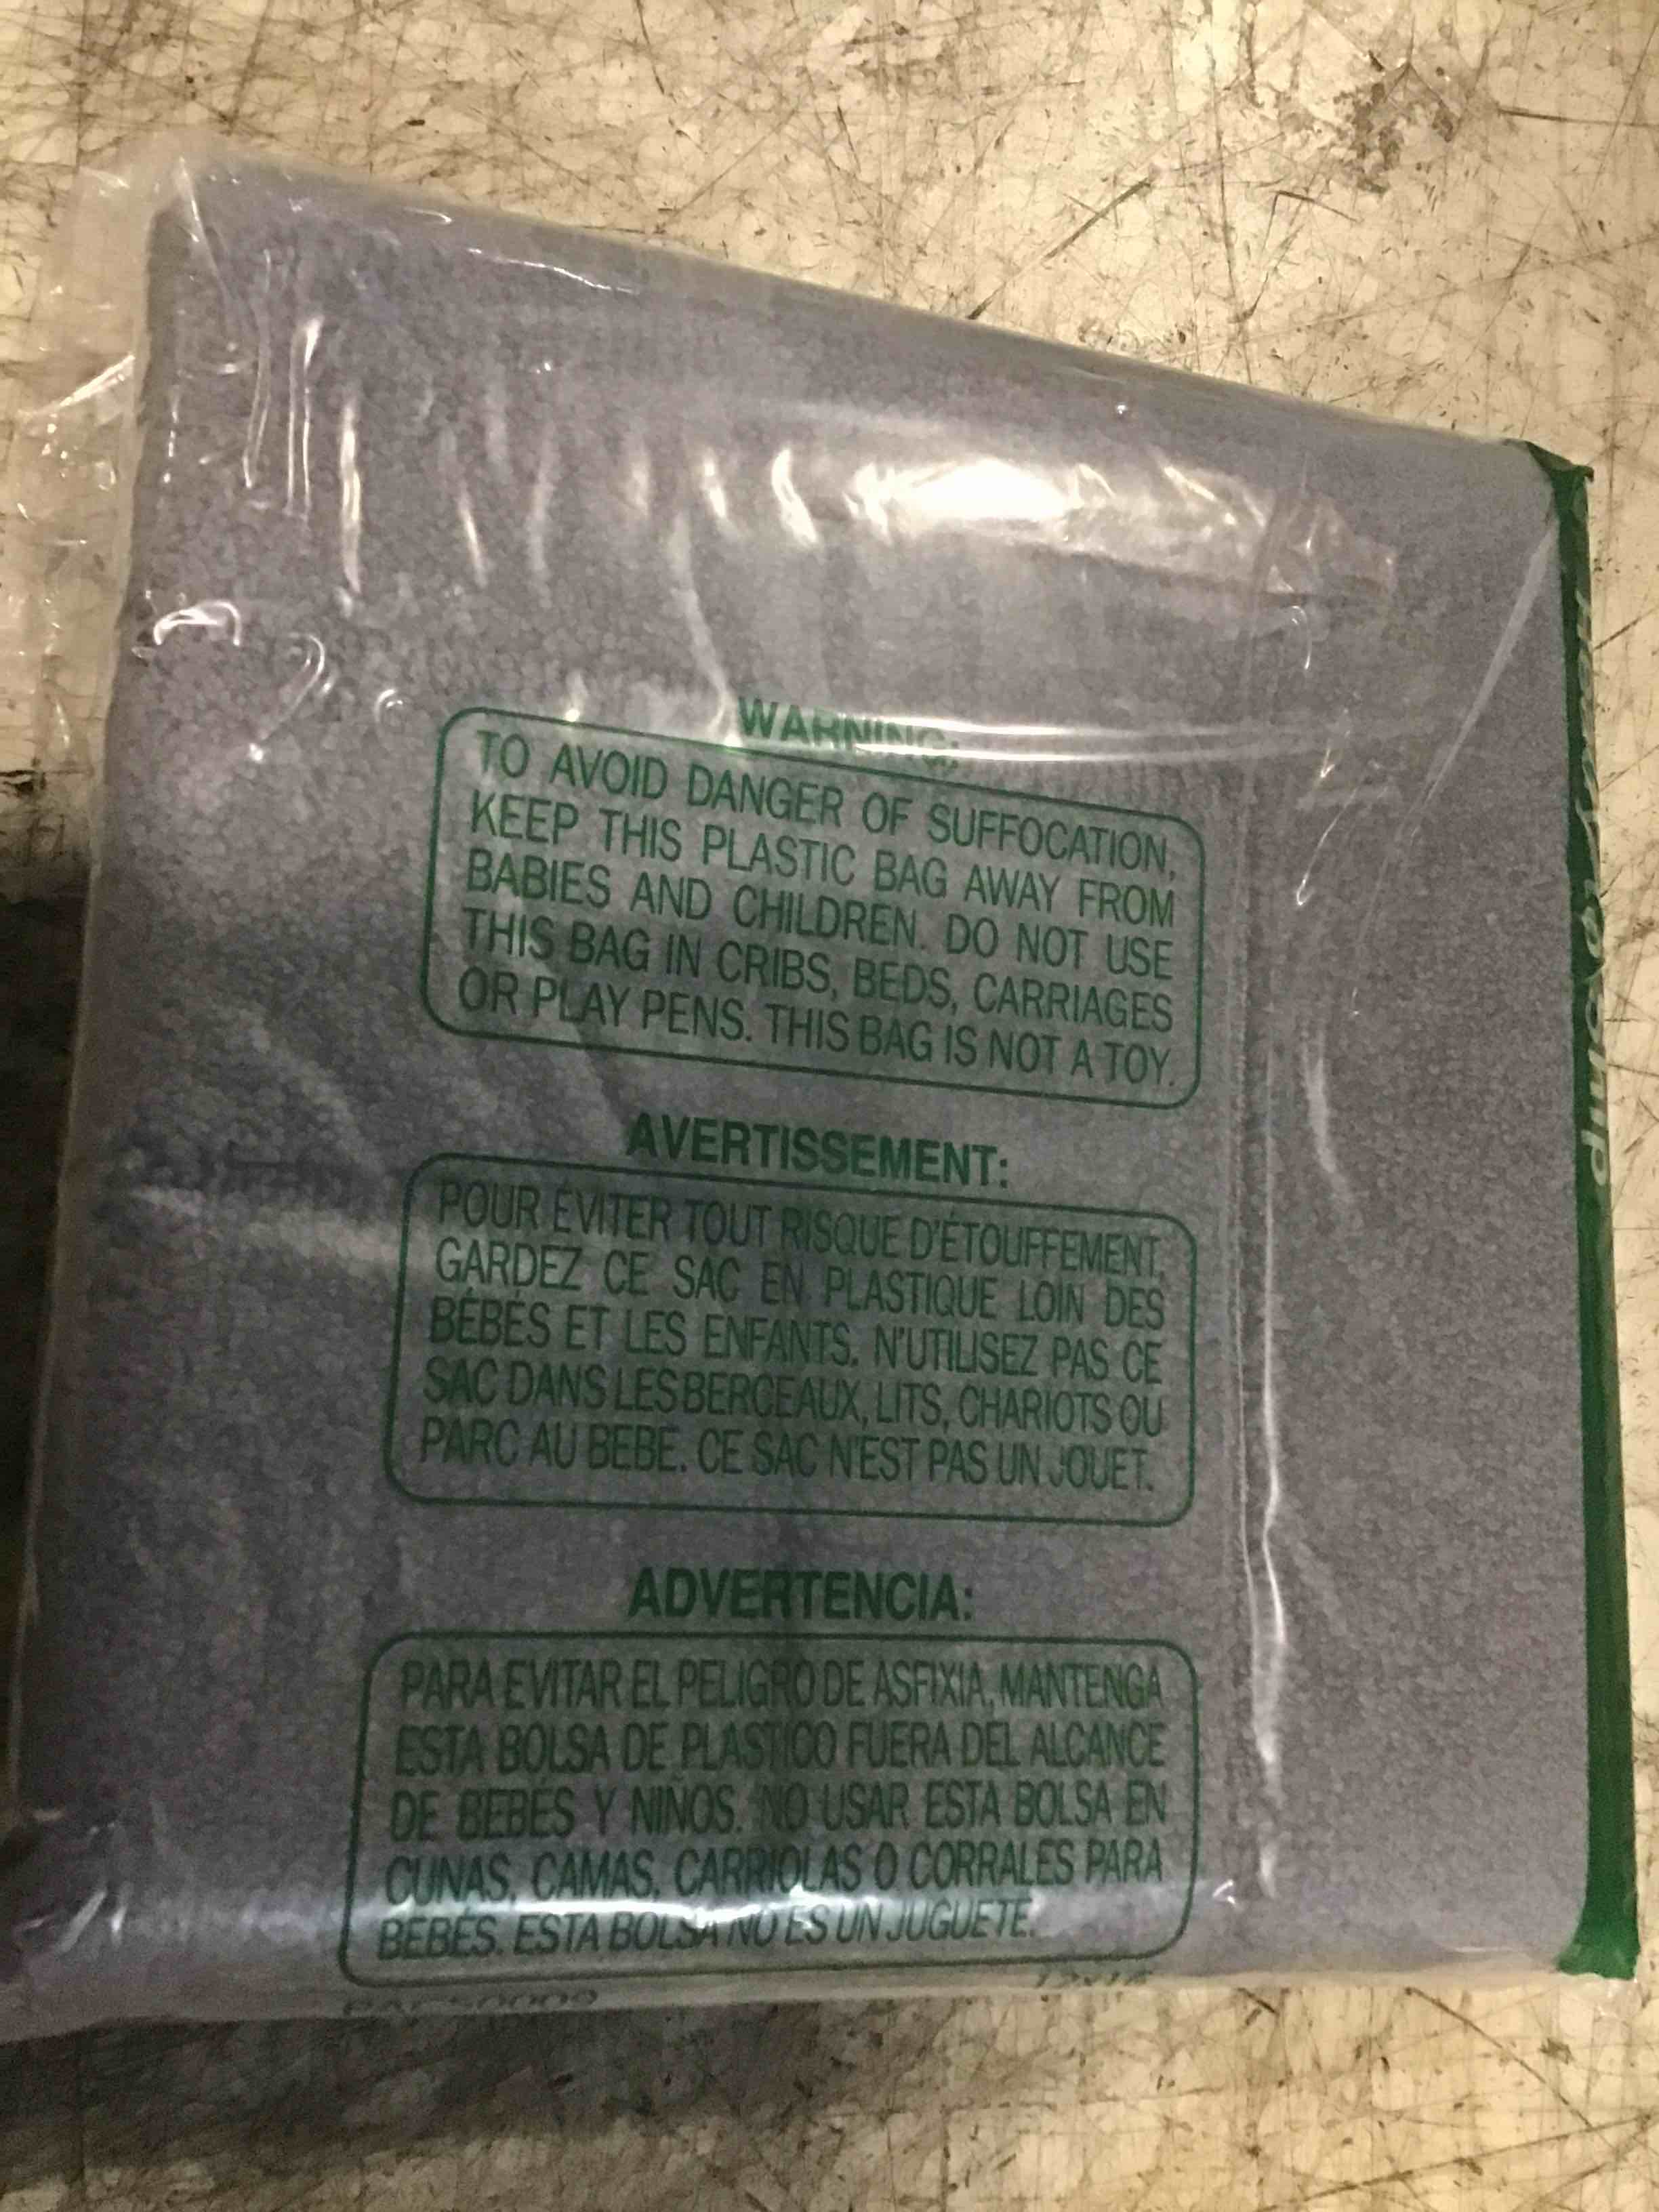 WARNING:
TO AVOID DANGER OF SUFFOCATION,
KEEP THIS PLASTIC BAG AWAY FROM
BABIES AND CHILDREN. DO NOT USE
THIS BAG IN CRIBS, BEDS, CARRIAGES
OR PLAY PENS. THIS BAG IS NOT A TOY.
AVERTISSEMENT:
POUR ÉVITER TOUT RISQUE D'ÉTOUFFEMENT,
GARDEZ CE SAC EN PLASTIQUE LOIN DES
BÉBÉS ET LES ENFANTS. N'UTILISEZ PAS CE
SAC DANS LES BERCEAUX, LITS, CHARIOTS OU
PARC AU BEBÉ. CE SAC N'EST PAS UN JOUET.
ADVERTENCIA:
PARA EVITAR EL PELIGRO DE ASFIXIA, MANTENGA
ESTA BOLSA DE PLASTICO FUERA DEL ALCANCE
DE BEBÉS Y NIÑOS. NO USAR ESTA BOLSA EN
CUNAS, CAMAS, CARRIOLAS O CORRALES PARA
BEBÉS. ESTA BOLSA NO ES UN JUGUETE.